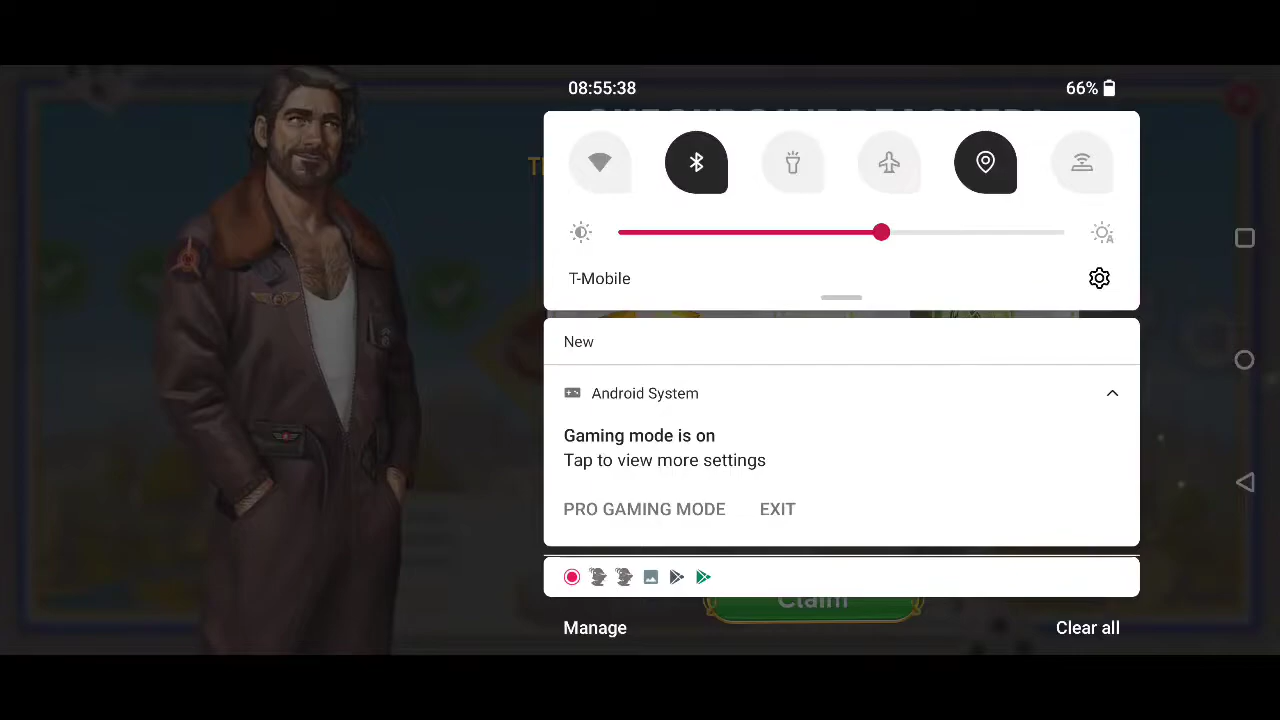 08:55:38
66%
T-Mobile
New
Android System
Gaming mode is on
Tap to view more settings
PRO GAMING MODE EXIT
Claim
Manage
Clear all